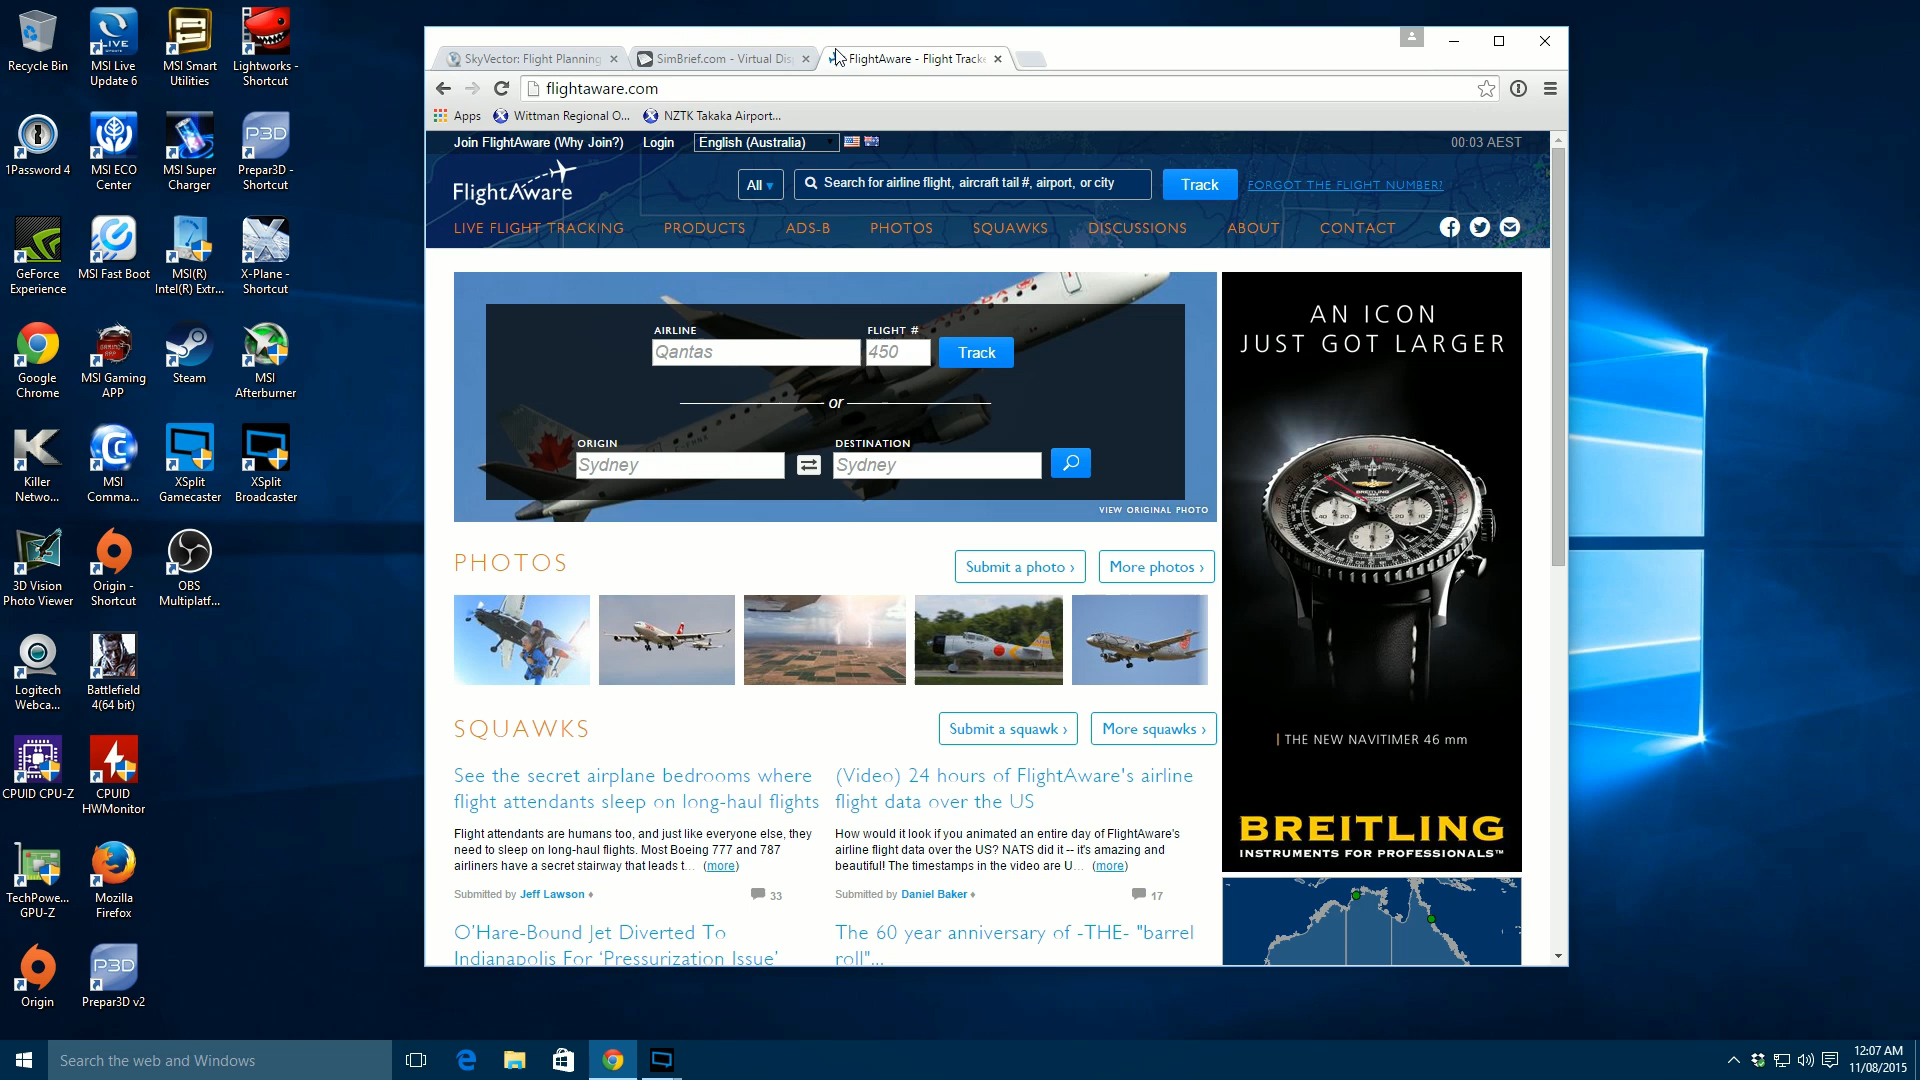 Recycle Bin
MSI Live
Update 6
MSI Smart
Utilities
Lightworks -
Shortcut
1Password 4
MSI ECO
Center
MSI Super
Charger
Prepar3D -
Shortcut
GeForce
Experience
MSI Fast Boot
MSI(R)
Intel(R) Extr...
X-Plane -
Shortcut
Google
Chrome
MSI Gaming
APP
Steam
MSI
Afterburner
Killer
Netwo...
MSI
Comma...
XSplit
Gamecaster
XSplit
Broadcaster
3D Vision
Photo Viewer
Origin -
Shortcut
OBS
Multiplatf...
Logitech
Webca...
Battlefield
4(64 bit)
CPUID CPU-Z
CPUID
HWMonitor
TechPowe...
GPU-Z
Mozilla
Firefox
Origin
Prepar3D v2
SkyVector: Flight Planning
SimBrief.com - Virtual Dis
FlightAware - Flight Tracke
flightaware.com
Apps
Wittman Regional O...
NZTK Takaka Airport...
Join FlightAware (Why Join?)
Login
English (Australia)
00:03 AEST
FlightAware
All
Search for airline flight, aircraft tail #, airport, or city
Track
FORGOT THE FLIGHT NUMBER?
LIVE FLIGHT TRACKING
PRODUCTS
ADS-B
PHOTOS
SQUAWKS
DISCUSSIONS
ABOUT
CONTACT
AIRLINE
FLIGHT #
Qantas
450
Track
or
ORIGIN
DESTINATION
Sydney
Sydney
VIEW ORIGINAL PHOTO
PHOTOS
Submit a photo ›
More photos ›
SQUAWKS
Submit a squawk ›
More squawks ›
See the secret airplane bedrooms where
flight attendants sleep on long-haul flights
Flight attendants are humans too, and just like everyone else, they
need to sleep on long-haul flights. Most Boeing 777 and 787
airliners have a secret stairway that leads t... (more)
Submitted by Jeff Lawson ♦
33
(Video) 24 hours of FlightAware's airline
flight data over the US
How would it look if you animated an entire day of FlightAware's
airline flight data over the US? NATS did it -- it's amazing and
beautiful! The timestamps in the video are U... (more)
Submitted by Daniel Baker ♦
17
O'Hare-Bound Jet Diverted To
Indianapolis For 'Pressurization Issue'
The 60 year anniversary of -THE- "barrel
roll"...
AN ICON
JUST GOT LARGER
THE NEW NAVITIMER 46 mm
BREITLING
INSTRUMENTS FOR PROFESSIONALS™
Search the web and Windows
12:07 AM
11/08/2015